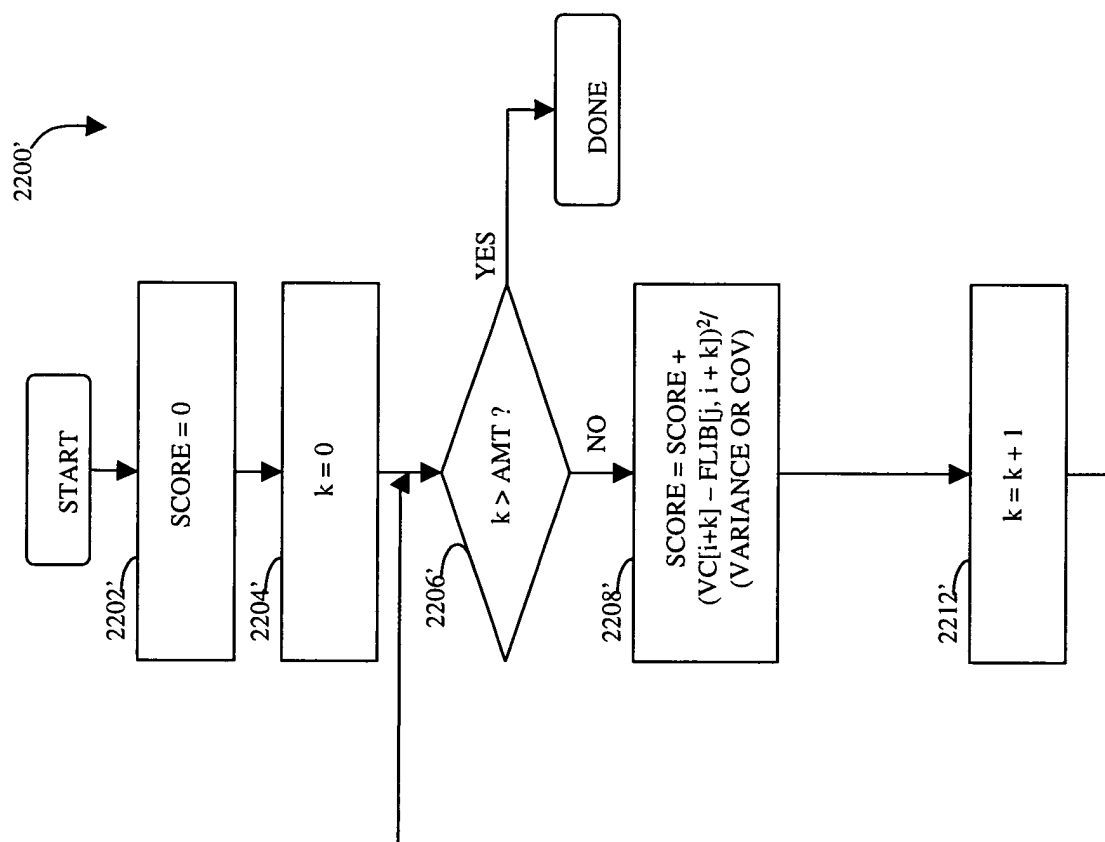 2200’
START
2202’
SCORE = 0
2204’
k = 0
2206’
k > AMT ?
YES
DONE
NO
2208’
SCORE = SCORE +
(VC[i+k] – FLIB[j, i + k])²/
(VARIANCE OR COV)
2212’
k = k + 1